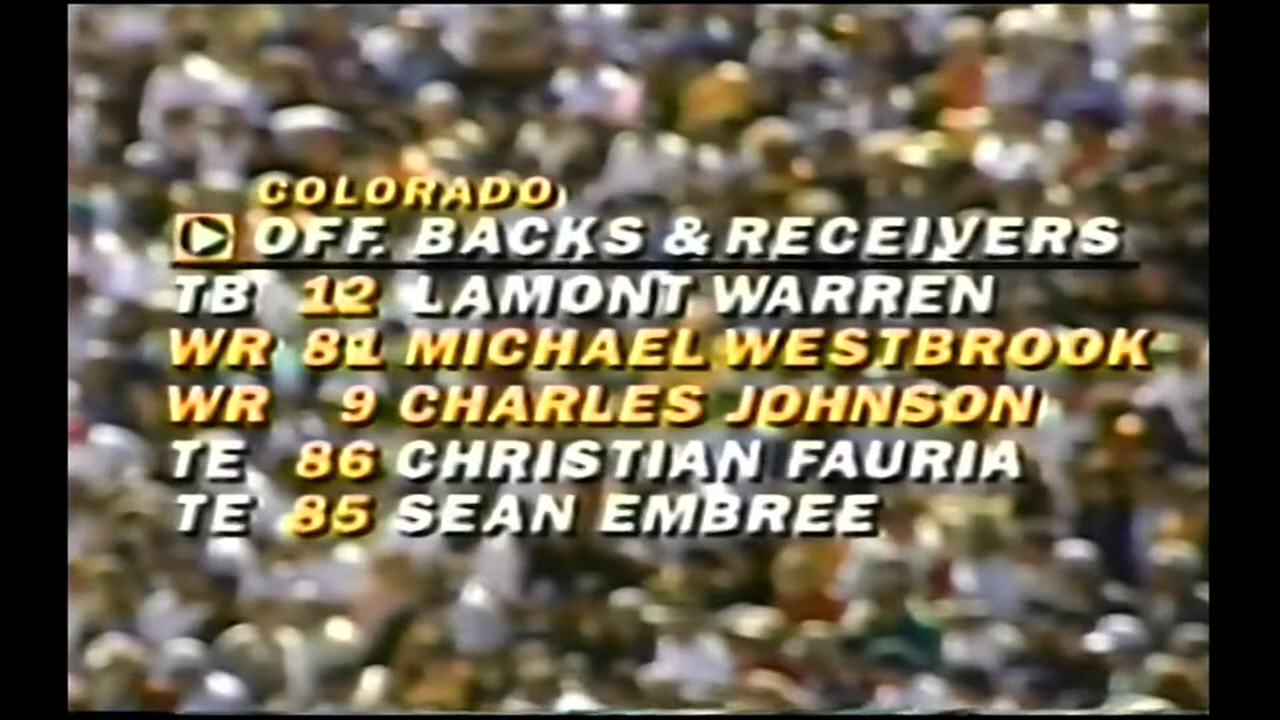 COLORADO
OFF. BACKS & RECEIVERS
TB 12 LAMONT WARREN
WR 81 MICHAEL WESTBROOK
WR 9 CHARLES JOHNSON
TE 86 CHRISTIAN FAURIA
TE 85 SEAN EMBREE